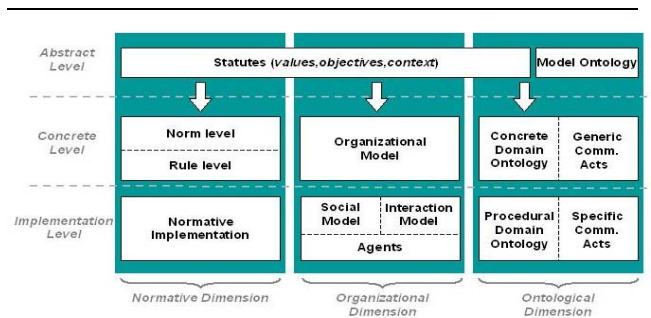 Abstract
Level
Statutes (values,objectives,context)
Model Ontology
Concrete
Level
Norm level
Rule level
Organizational
Model
Concrete
Domain
Ontology
Generic
Comm.
Acts
Implementation
Level
Normative
Implementation
Social
Model
Interaction
Model
Agents
Procedural
Domain
Ontology
Specific
Comm.
Acts
Normative Dimension
Organizational
Dimension
Ontological
Dimension